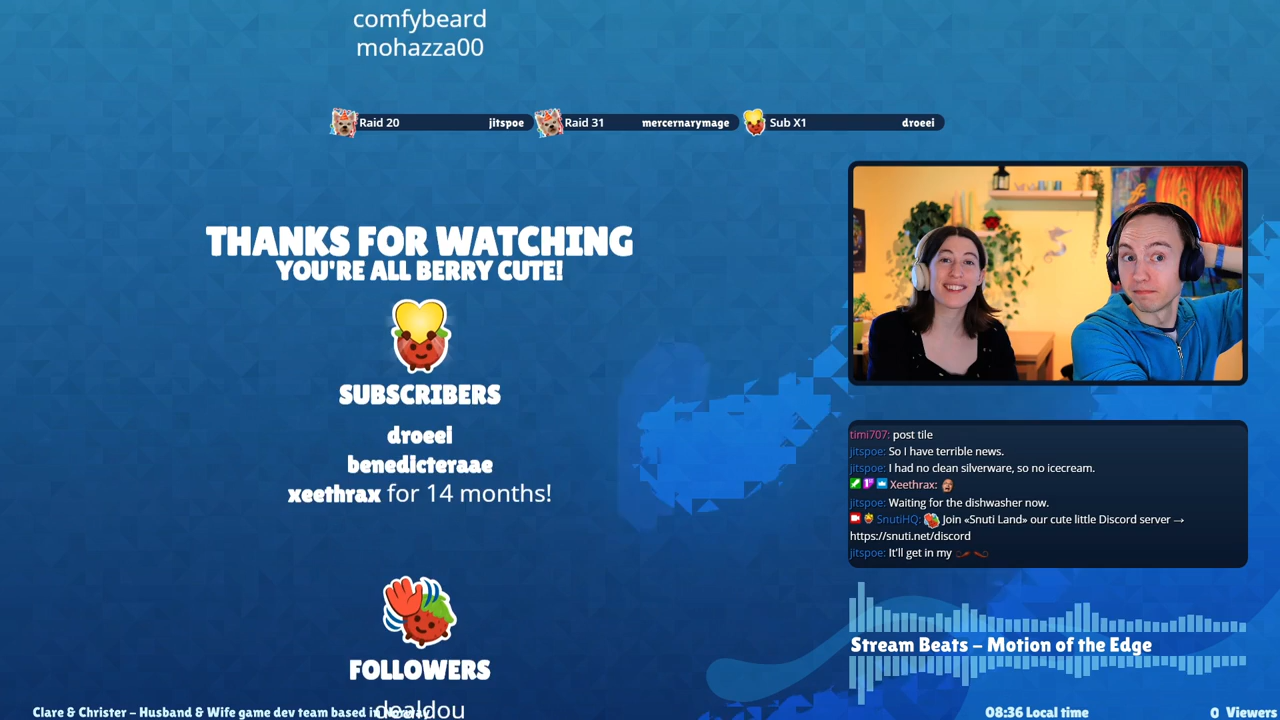 comfybeard
mohazza00
Raid 20 jitspoe Raid 31 mercernarymage Sub X1 droeei
THANKS FOR WATCHING
YOU'RE ALL BERRY CUTE!
SUBSCRIBERS
droeei
benedicteraae
xeethrax for 14 months!
FOLLOWERS
dealdou
Clare & Christer – Husband & Wife game dev team based in
timi707: post tile
jitspoe: So I have terrible news.
jitspoe: I had no clean silverware, so no icecream.
Xeethrax:
jitspoe: Waiting for the dishwasher now.
SnutiHQ: Join «Snuti Land» our cute little Discord server →
https://snuti.net/discord
jitspoe: It'll get in my
Stream Beats – Motion of the Edge
08:36 Local time 0 Viewers